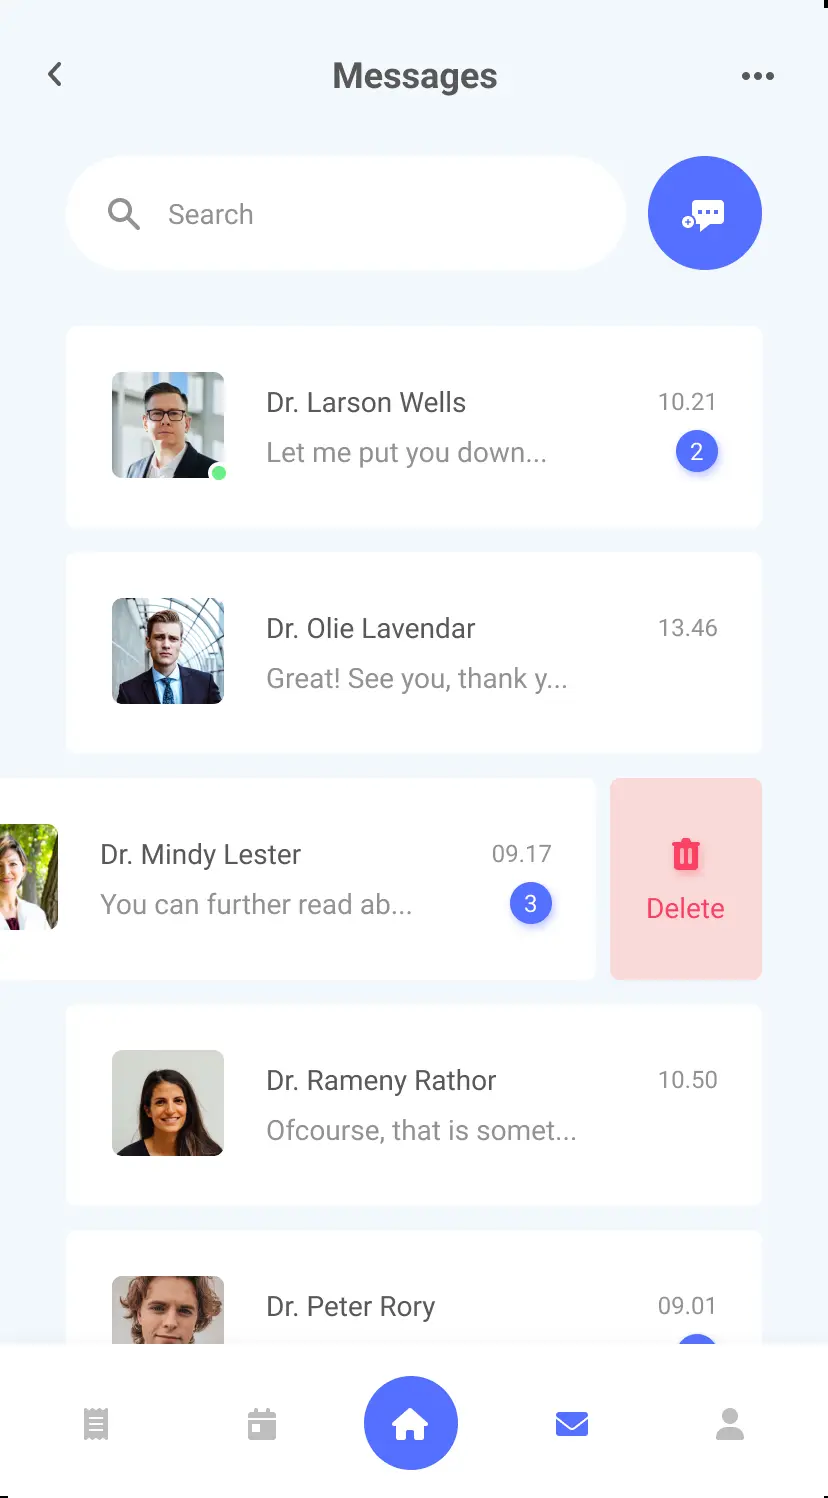 Messages
Search
Dr. Larson Wells 10.21
Let me put you down... 2
Dr. Olie Lavendar 13.46
Great! See you, thank y...
Dr. Mindy Lester 09.17
You can further read ab... 3
Delete
Dr. Rameny Rathor 10.50
Ofcourse, that is somet...
Dr. Peter Rory 09.01